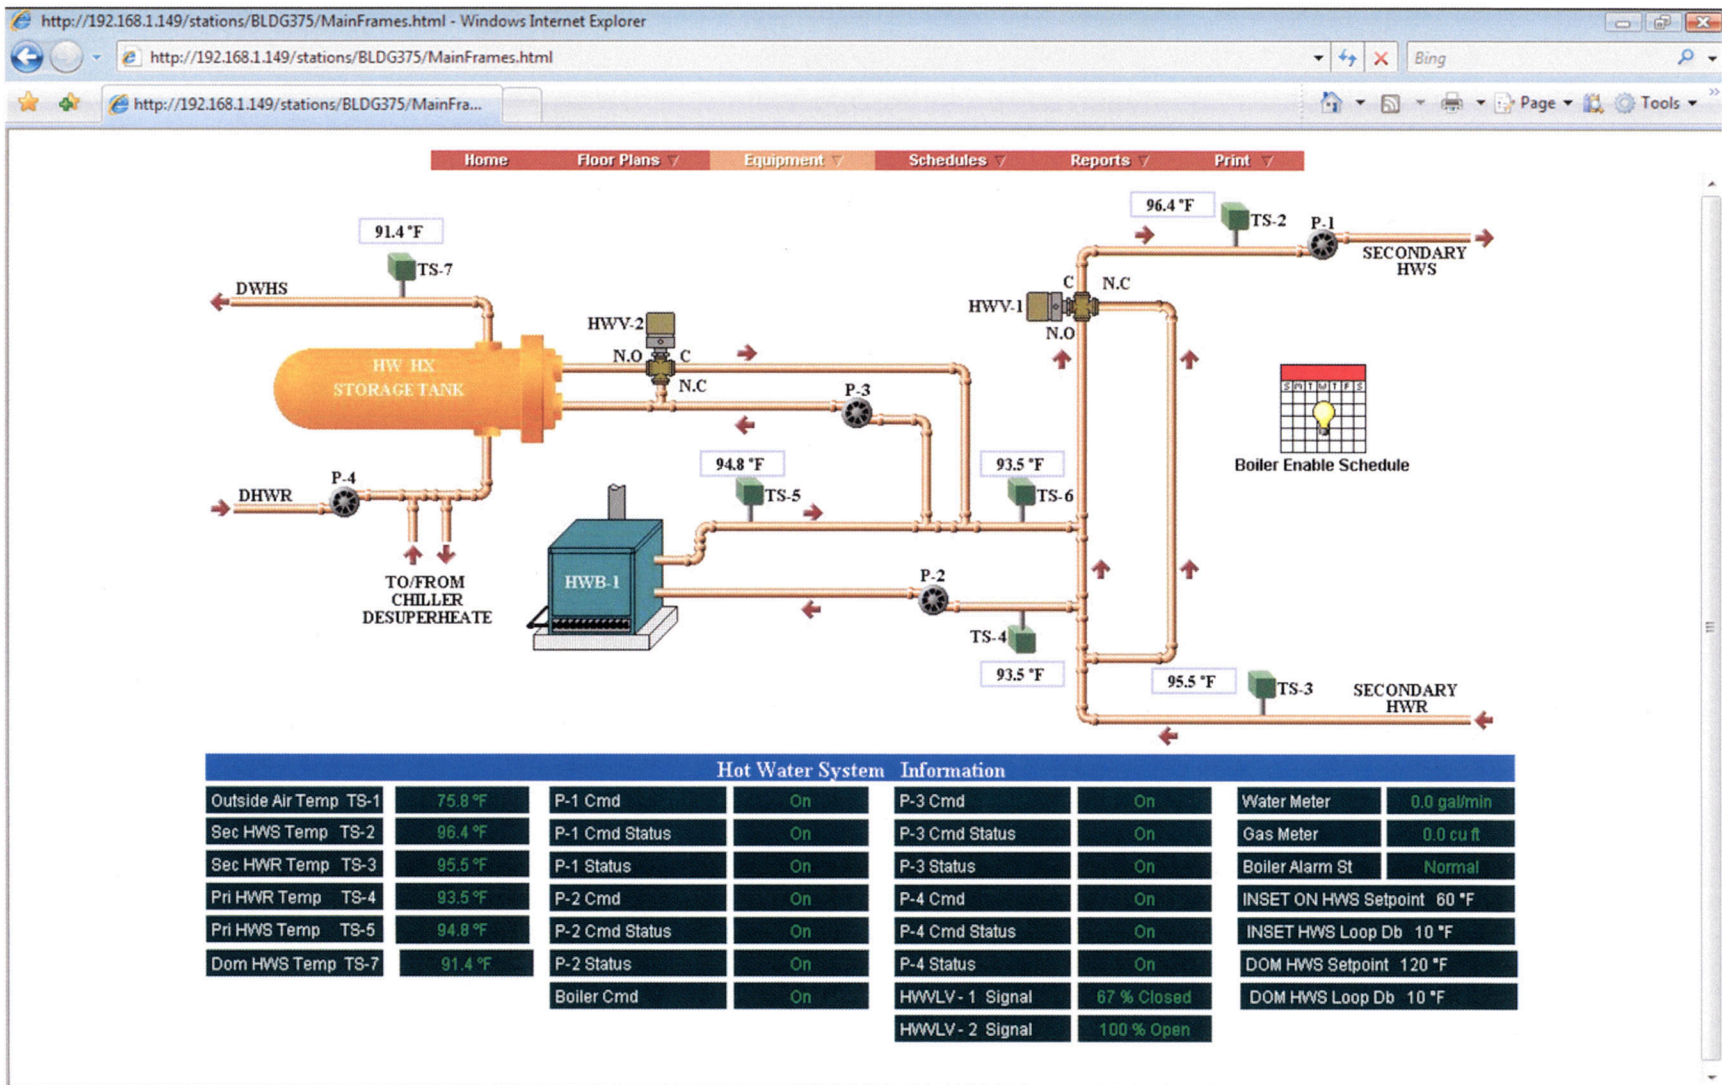 http://192.168.1.149/stations/BLDG375/MainFrames.html - Windows Internet Explorer
http://192.168.1.149/stations/BLDG375/MainFrames.html
Bing
http://192.168.1.149/stations/BLDG375/MainFra...
Page
Tools
Home Floor Plans Equipment Schedules Reports Print
96.4 °F
TS-2
P-1
SECONDARY
HWS
91.4 °F
TS-7
DWHS
C N.C
HWV-1
N.O
HWV-2
N.O C
N.C
HW HX
STORAGE TANK
P-3
S M T W T F S
Boiler Enable Schedule
94.8 °F
TS-5
93.5 °F
TS-6
P-4
DHWR
TO/FROM
CHILLER
DESUPERHEATE
HWB-1
P-2
TS-4
93.5 °F
95.5 °F
TS-3
SECONDARY
HWR
Hot Water System Information
Outside Air Temp TS-1 75.8 °F P-1 Cmd On P-3 Cmd On Water Meter 0.0 gal/min
Sec HWS Temp TS-2 96.4 °F P-1 Cmd Status On P-3 Cmd Status On Gas Meter 0.0 cu ft
Sec HWR Temp TS-3 95.5 °F P-1 Status On P-3 Status On Boiler Alarm St Normal
Pri HWR Temp TS-4 93.5 °F P-2 Cmd On P-4 Cmd On INSET ON HWS Setpoint 60 °F
Pri HWS Temp TS-5 94.8 °F P-2 Cmd Status On P-4 Cmd Status On INSET HWS Loop Db 10 °F
Dom HWS Temp TS-7 91.4 °F P-2 Status On P-4 Status On DOM HWS Setpoint 120 °F
Boiler Cmd On HWVLV - 1 Signal 67 % Closed DOM HWS Loop Db 10 °F
HWVLV - 2 Signal 100 % Open